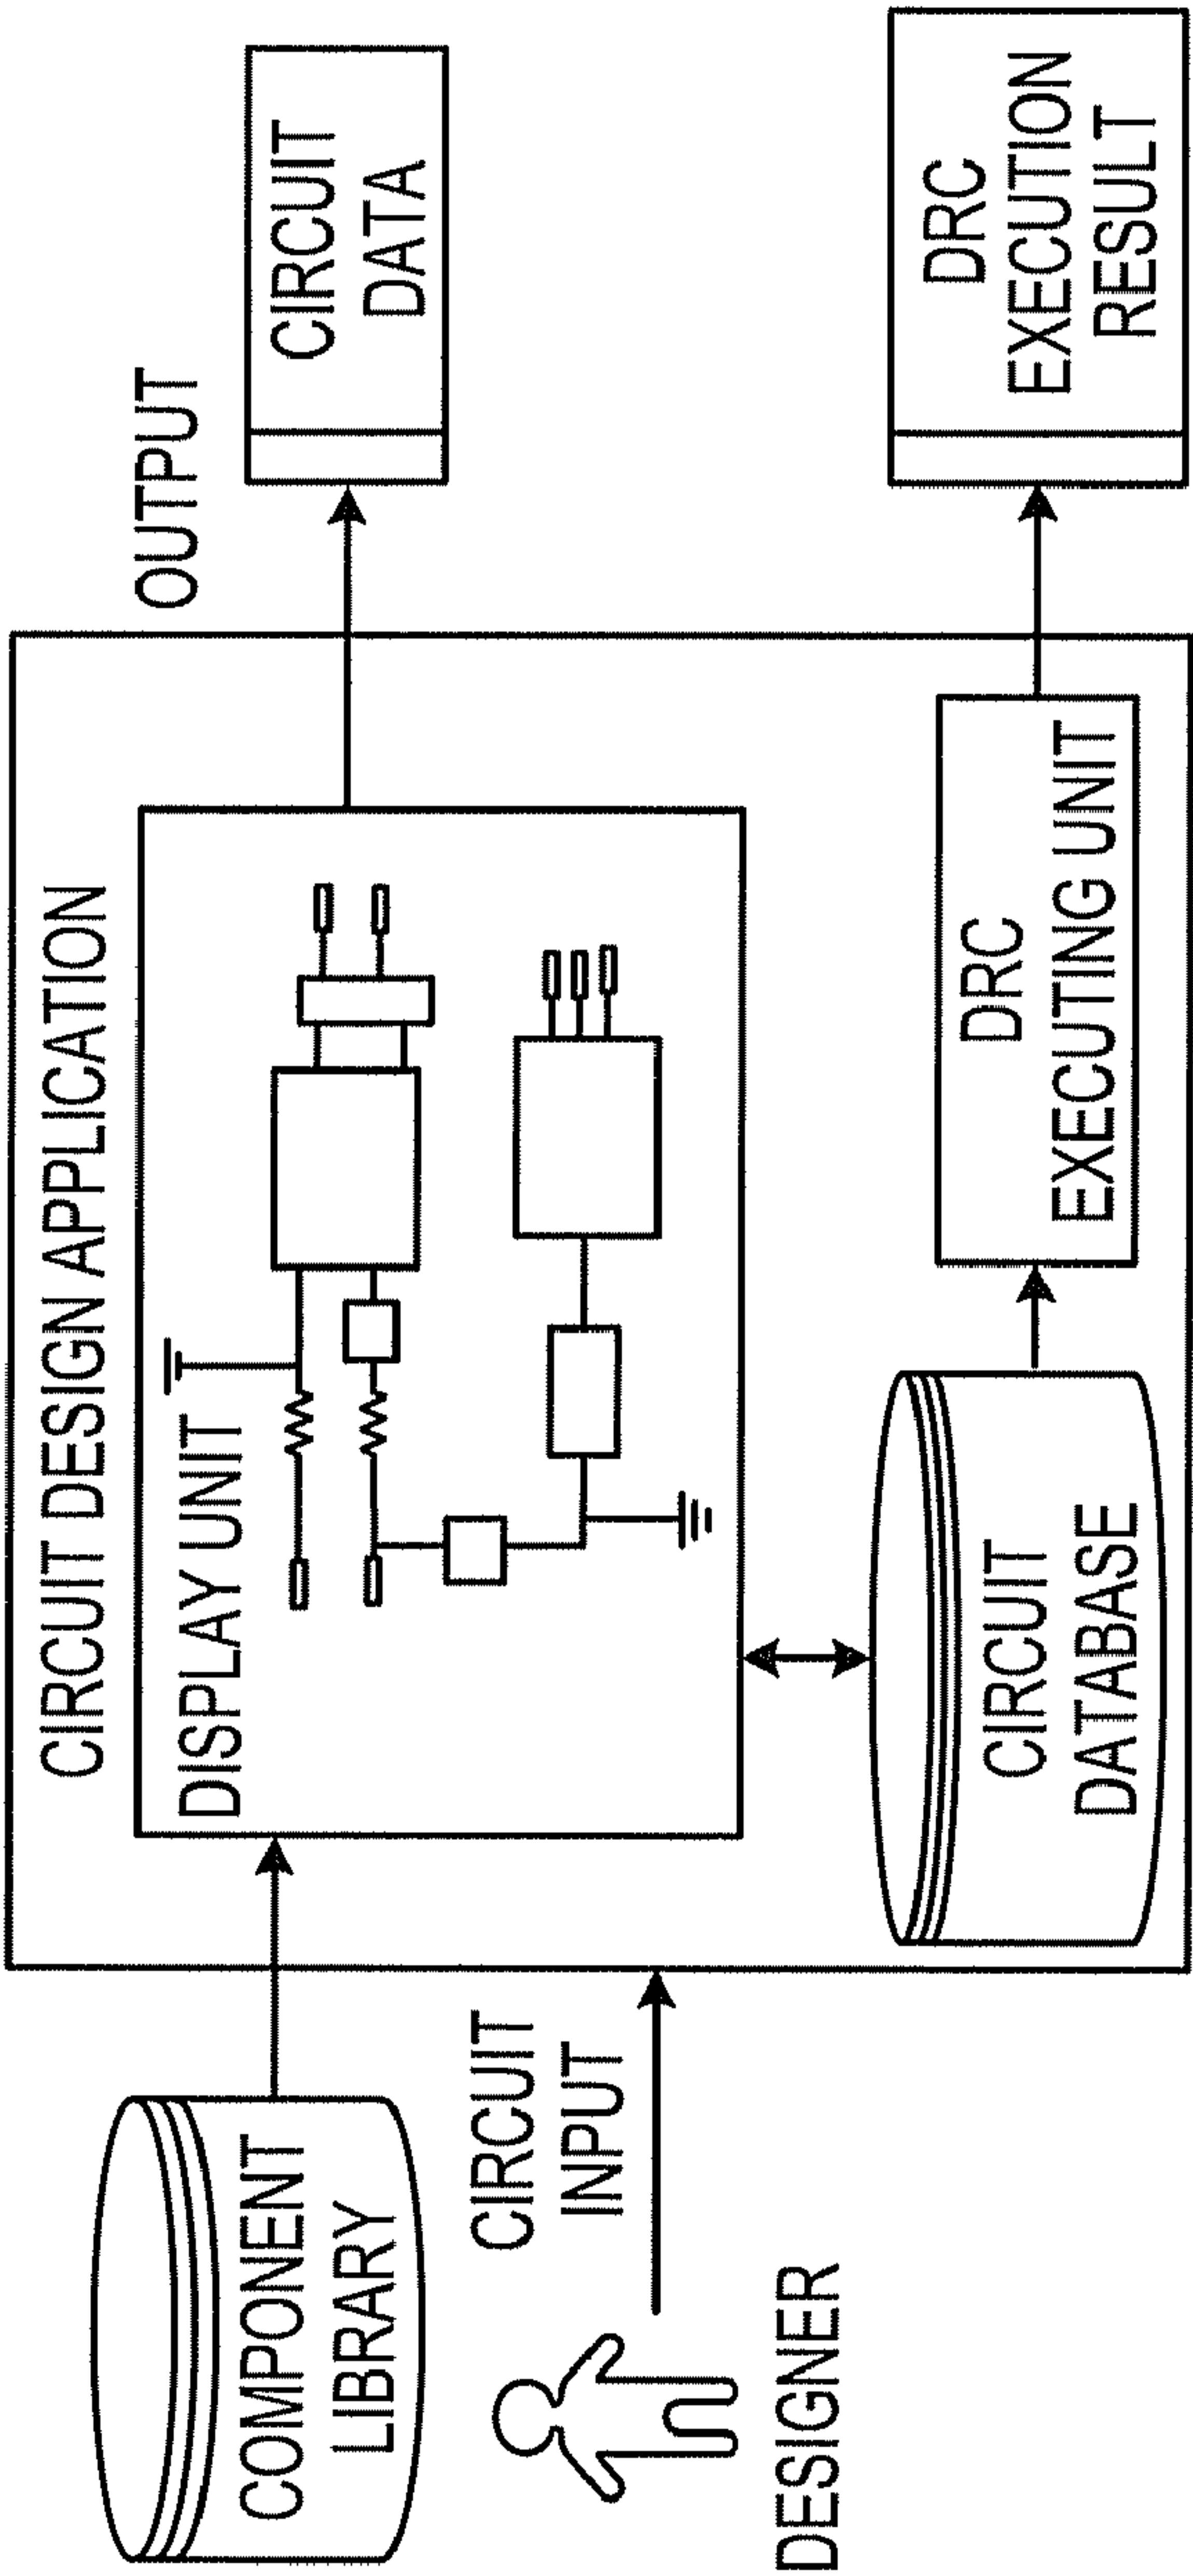 CIRCUIT DESIGN APPLICATION
OUTPUT
COMPONENT
LIBRARY
DISPLAY UNIT
CIRCUIT
DATA
CIRCUIT
INPUT
DESIGNER
CIRCUIT
DATABASE
DRC
EXECUTING UNIT
DRC
EXECUTION
RESULT